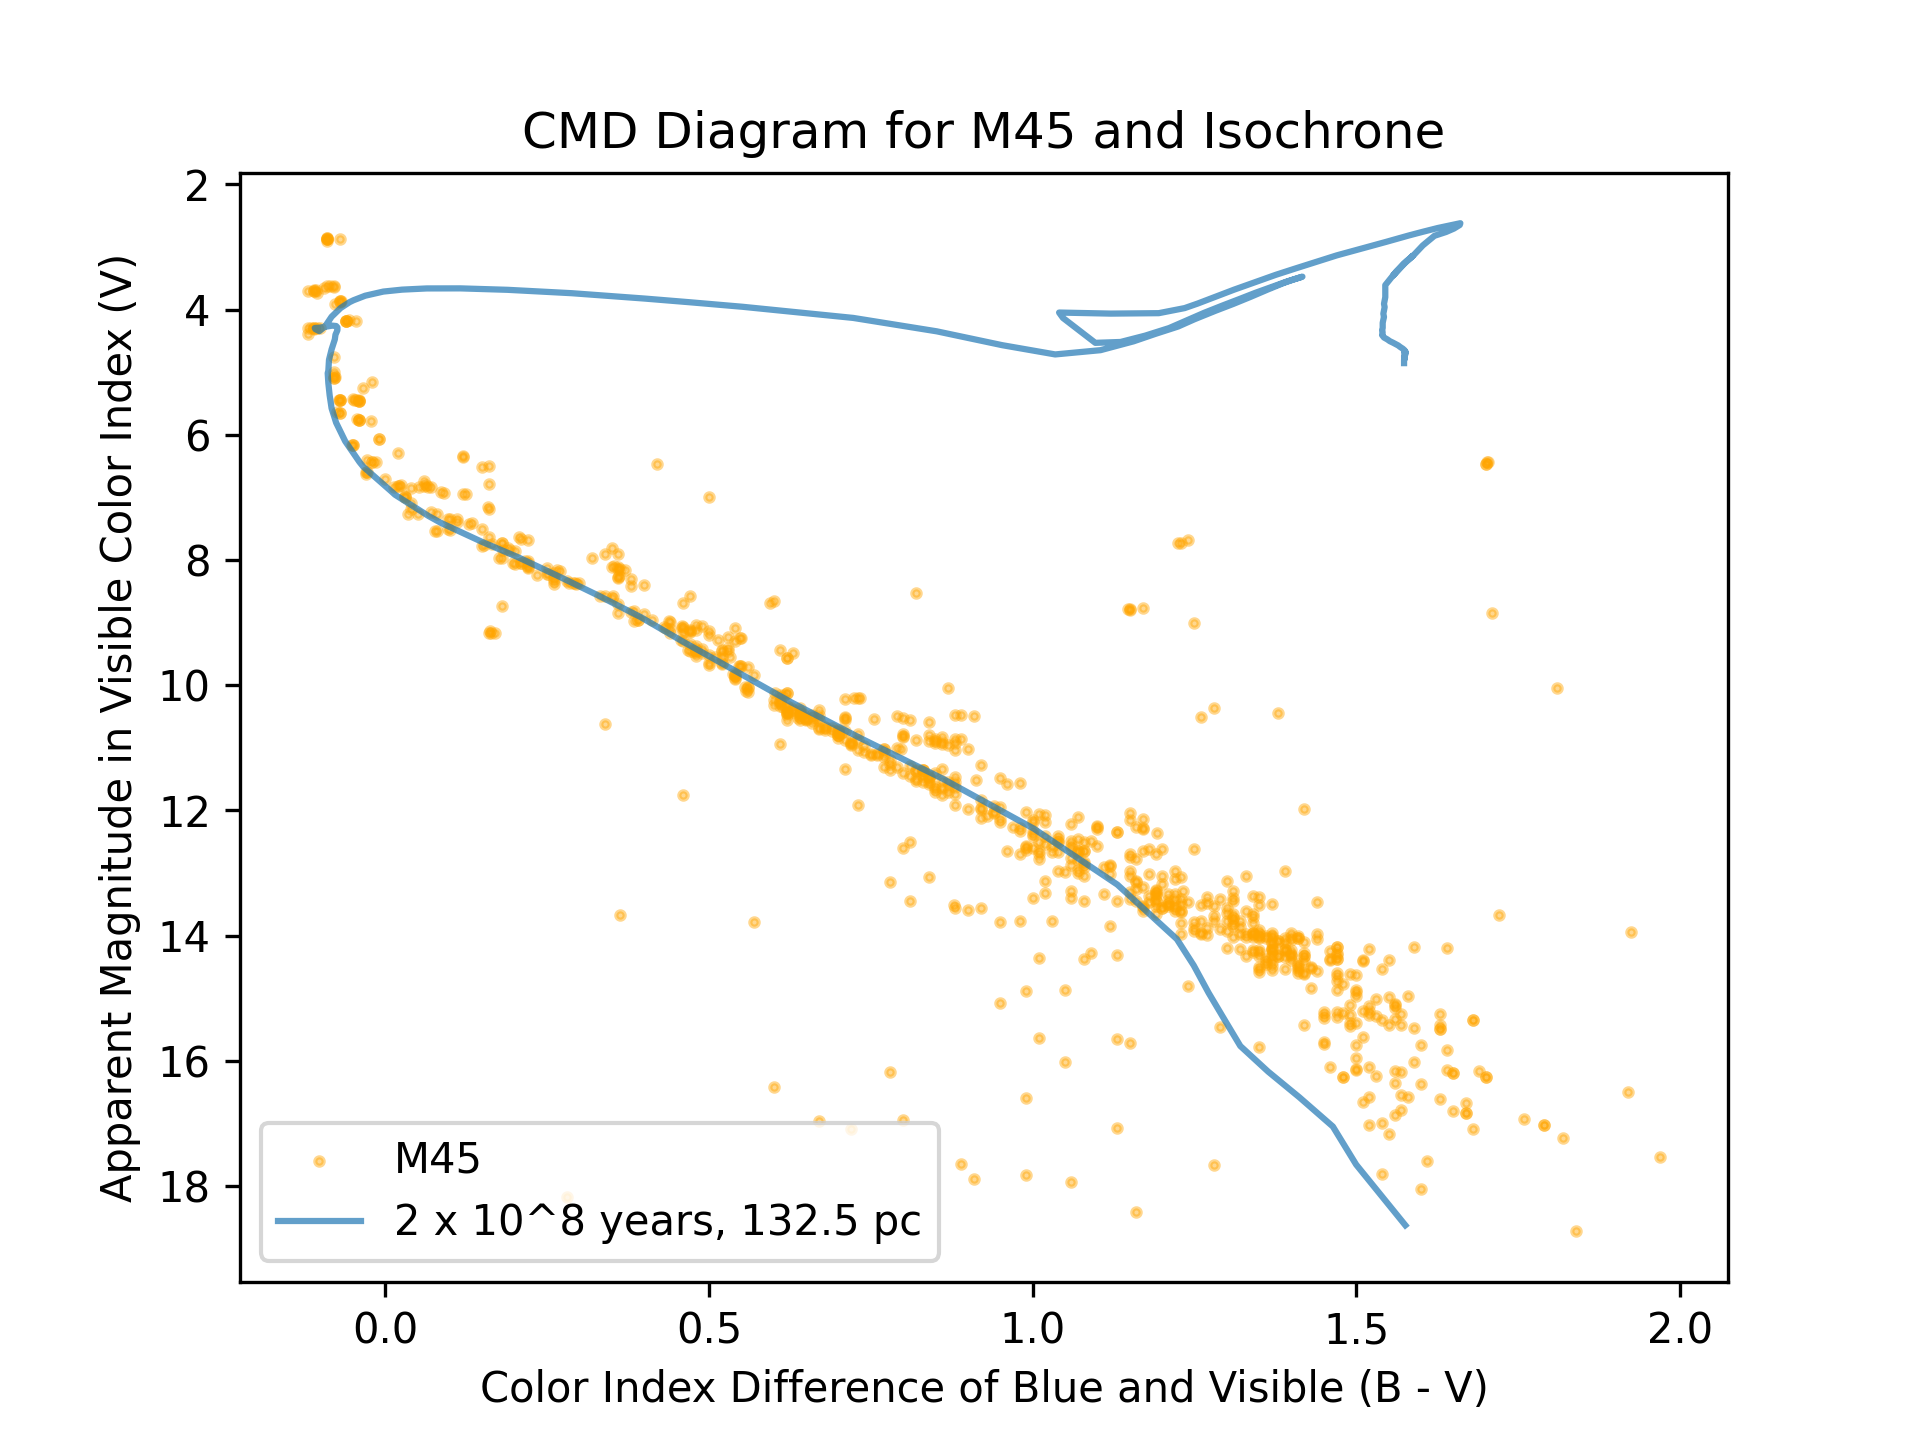 CMD Diagram for M45 and Isochrone
Apparent Magnitude in Visible Color Index (V)
2
4
6
8
10
12
14
16
18
M45
2 x 10^8 years, 132.5 pc
0.0 0.5 1.0 1.5 2.0
Color Index Difference of Blue and Visible (B - V)